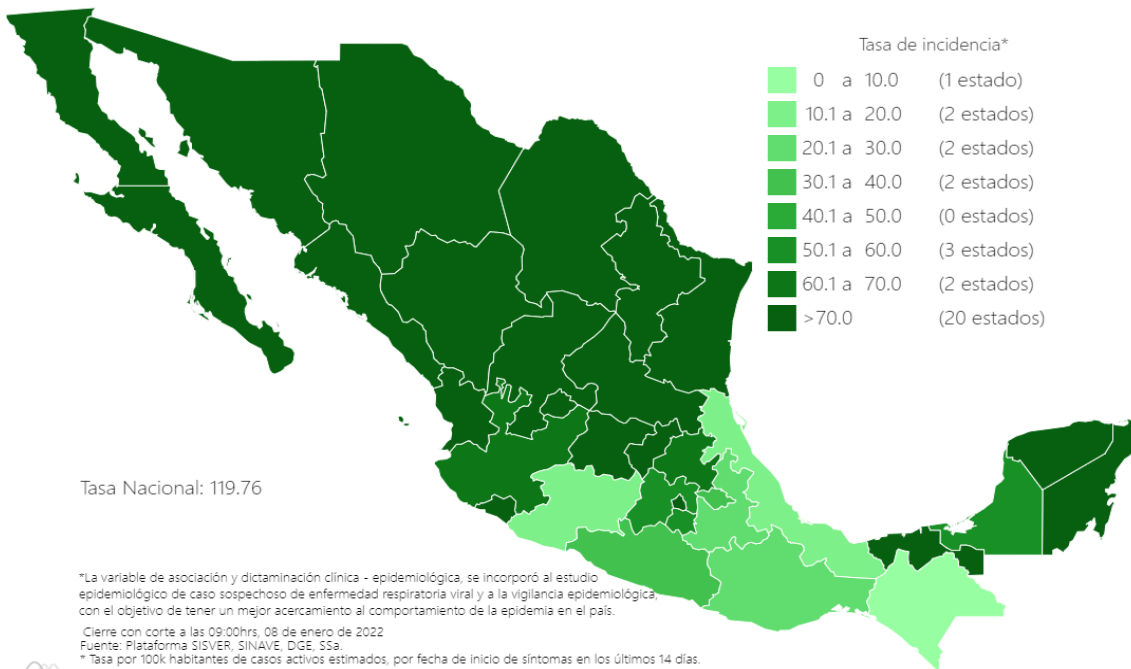 Tasa de incidencia*
0 a 10.0 (1 estado)
10.1 a 20.0 (2 estados)
20.1 a 30.0 (2 estados)
30.1 a 40.0 (2 estados)
40.1 a 50.0 (0 estados)
50.1 a 60.0 (3 estados)
60.1 a 70.0 (2 estados)
>70.0 (20 estados)
Tasa Nacional: 119.76
*La variable de asociación y dictaminación clínica - epidemiológica, se incorporó al estudio
epidemiológico de caso sospechoso de enfermedad respiratoria viral y a la vigilancia epidemiológica,
con el objetivo de tener un mejor acercamiento al comportamiento de la epidemia en el país.
Cierre con corte a las 09:00hrs, 08 de enero de 2022
Fuente: Plataforma SISVER, SINAVE, DGE, SSa.
* Tasa por 100k habitantes de casos activos estimados, por fecha de inicio de síntomas en los últimos 14 días.